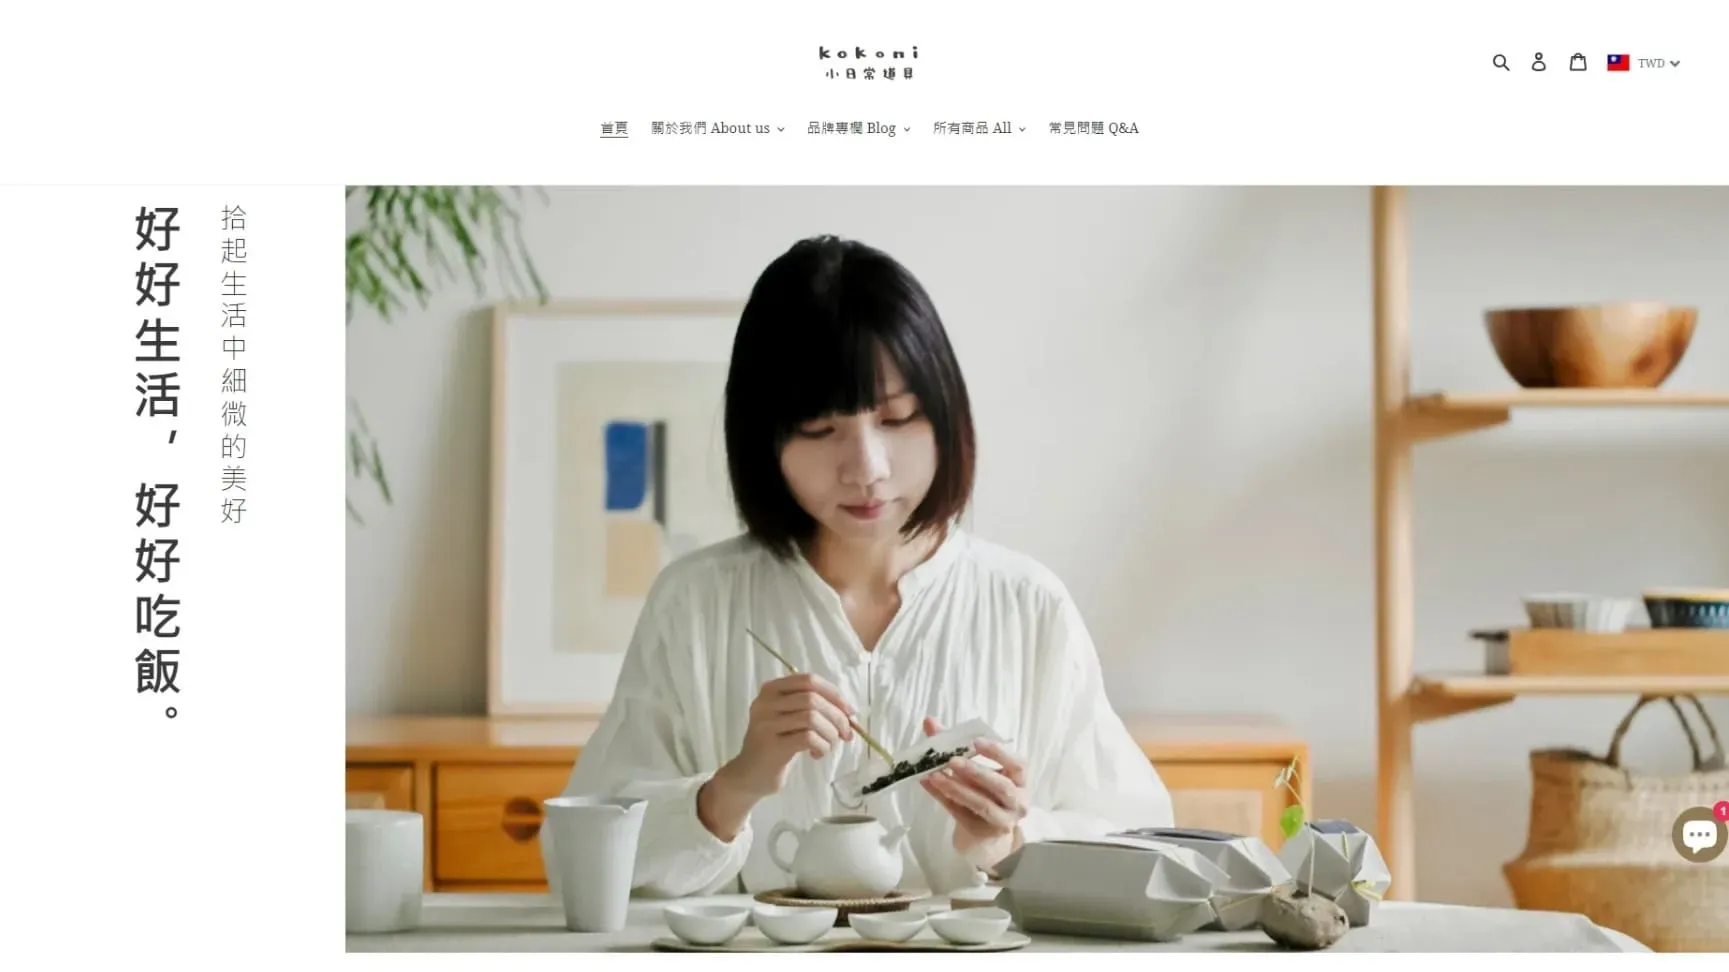 kokoni
小日常道具
TWD
首頁 關於我們 About us 品牌專欄 Blog 所有商品 All 常見問題 Q&A
拾起生活中細微的美好
好好生活，好好吃飯。
1